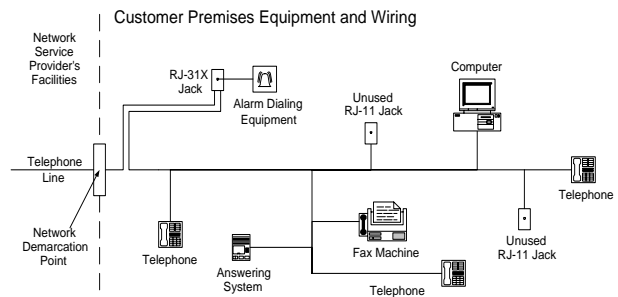 Customer Premises Equipment and Wiring
Network
Service
Provider's
Facilities
RJ-31X
Jack
Alarm Dialing
Equipment
Unused
RJ-11 Jack
Computer
Telephone
Line
Telephone
Network
Demarcation
Point
Telephone
Answering
System
Fax Machine
Telephone
Unused
RJ-11 Jack